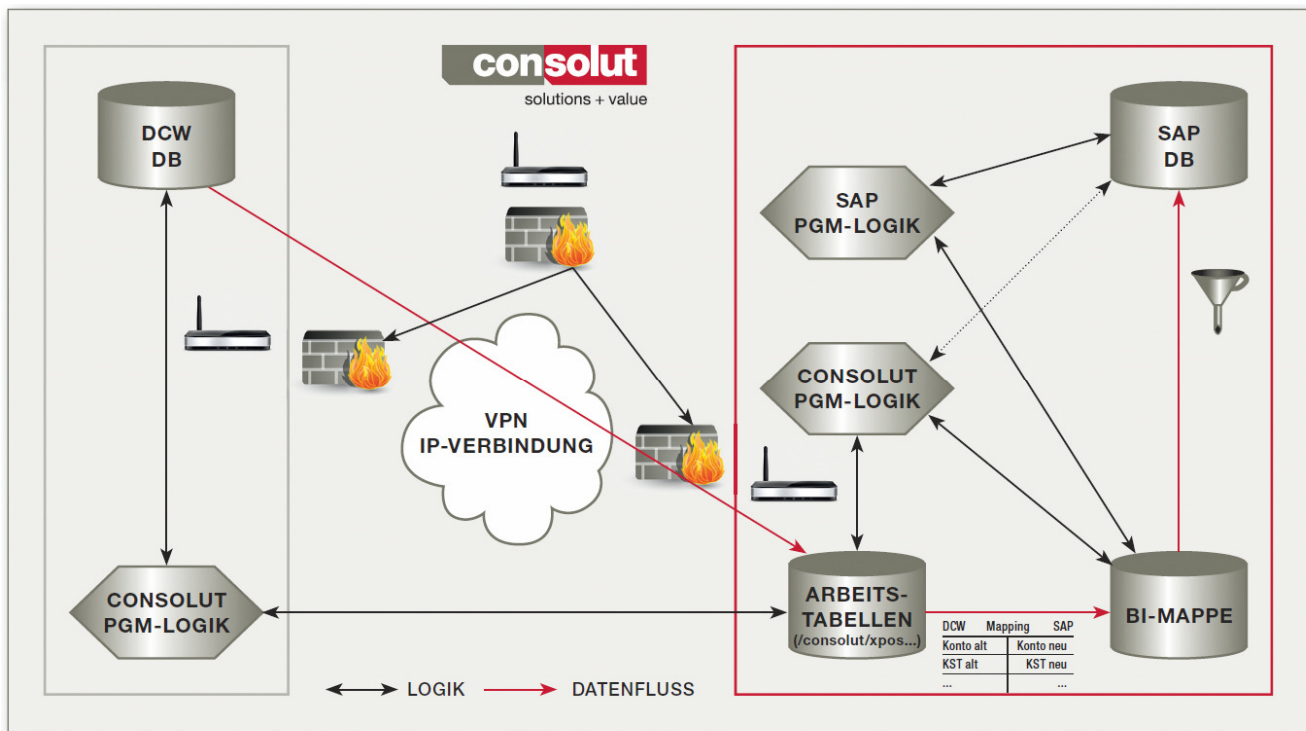 consolut
solutions + value
DCW
DB
SAP
DB
SAP
PGM-LOGIK
CONSOLUT
PGM-LOGIK
VPN
IP-VERBINDUNG
CONSOLUT
PGM-LOGIK
ARBEITS-
TABELLEN
(/consolut/xpos...)
DCW Mapping SAP
Konto alt Konto neu
KST alt KST neu
... ...
BI-MAPPE
LOGIK DATENFLUSS